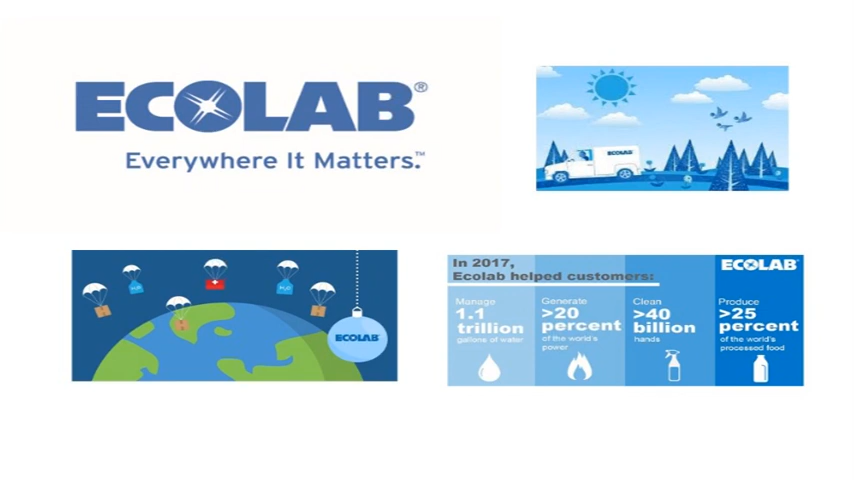 ECOLAB®
Everywhere It Matters.™
ECOLAB
ECOLAB
In 2017,
Ecolab helped customers:
ECOLAB®
Manage
1.1
trillion
gallons of water
Generate
>20
percent
of the world's
power
Clean
>40
billion
hands
Produce
>25
percent
of the world's
processed food